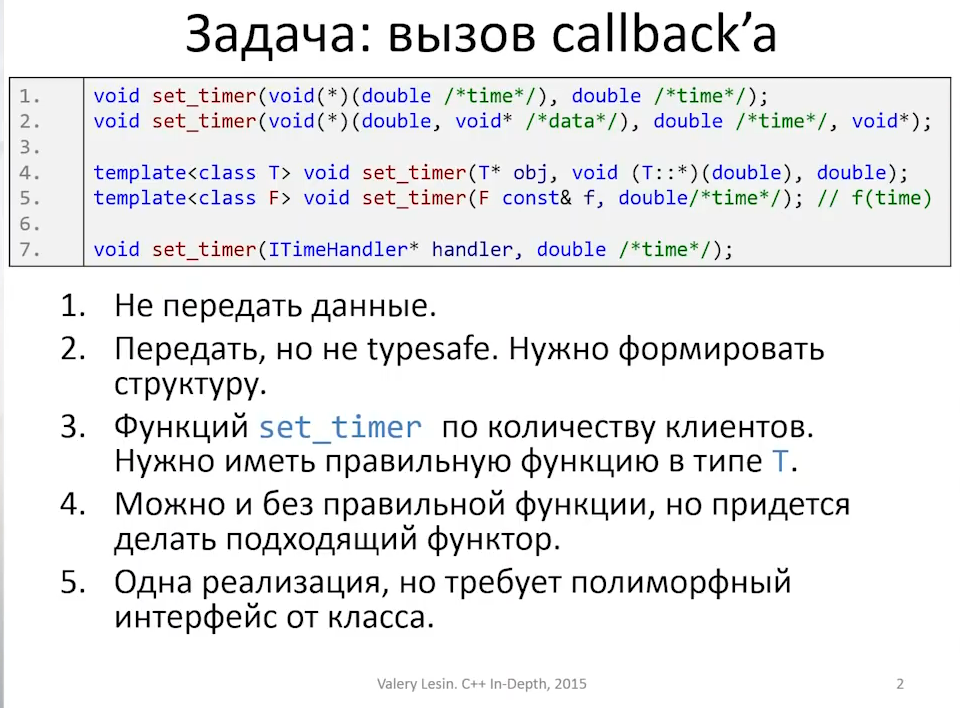 Задача: вызов callback’а
1. void set_timer(void(*)(double /*time*/), double /*time*/);
2. void set_timer(void(*)(double, void* /*data*/), double /*time*/, void*);
3.
4. template<class T> void set_timer(T* obj, void (T::*)(double), double);
5. template<class F> void set_timer(F const& f, double/*time*/); // f(time)
6.
7. void set_timer(ITimeHandler* handler, double /*time*/);
1. Не передать данные.
2. Передать, но не typesafe. Нужно формировать
структуру.
3. Функций set_timer по количеству клиентов.
Нужно иметь правильную функцию в типе T.
4. Можно и без правильной функции, но придется
делать подходящий функтор.
5. Одна реализация, но требует полиморфный
интерфейс от класса.
Valery Lesin. C++ In-Depth, 2015 2